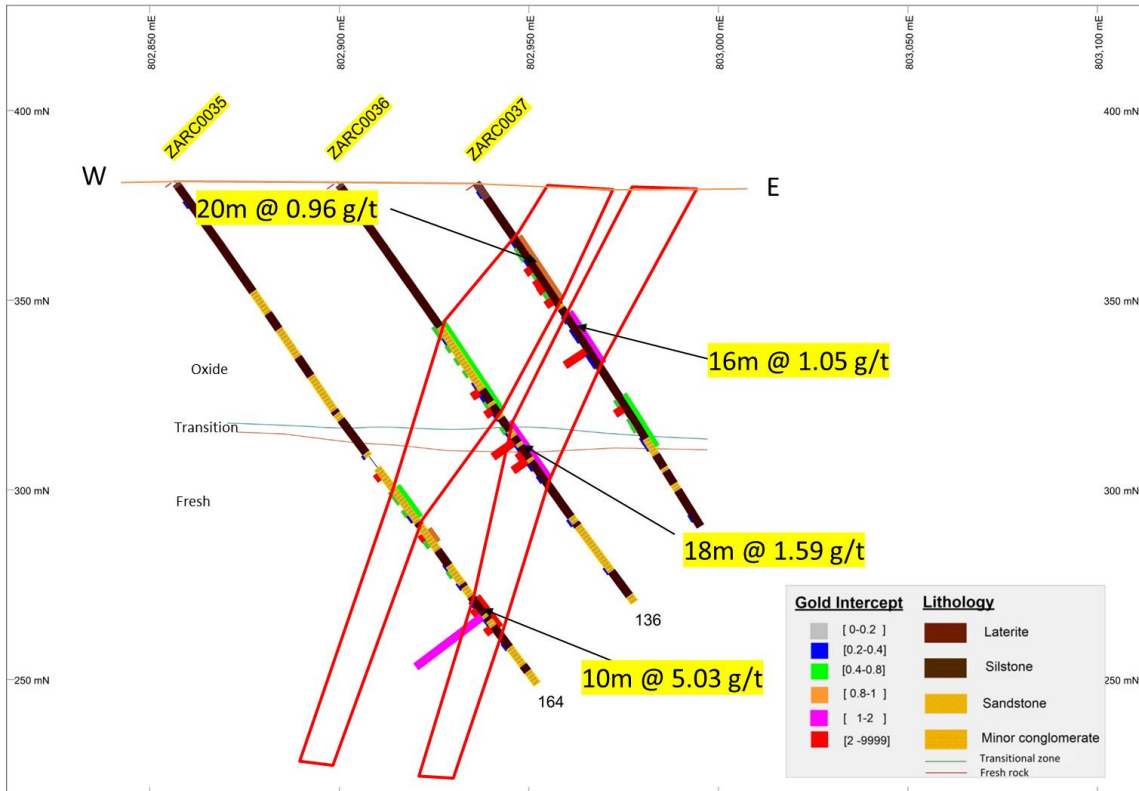 802,850 mE
802,900 mE
802,950 mE
803,000 mE
803,050 mE
803,100 mE
400 mN
400 mN
ZARC0035
ZARC0036
ZARC0037
W
E
20m @ 0.96 g/t
350 mN
350 mN
16m @ 1.05 g/t
Oxide
Transition
Fresh
300 mN
300 mN
18m @ 1.59 g/t
136
10m @ 5.03 g/t
164
250 mN
250 mN
Gold Intercept
[ 0-0.2 ]
[0.2-0.4]
[0.4-0.8]
[ 0.8-1 ]
[ 1-2 ]
[2 -9999]
Lithology
Laterite
Silstone
Sandstone
Minor conglomerate
Transitional zone
Fresh rock